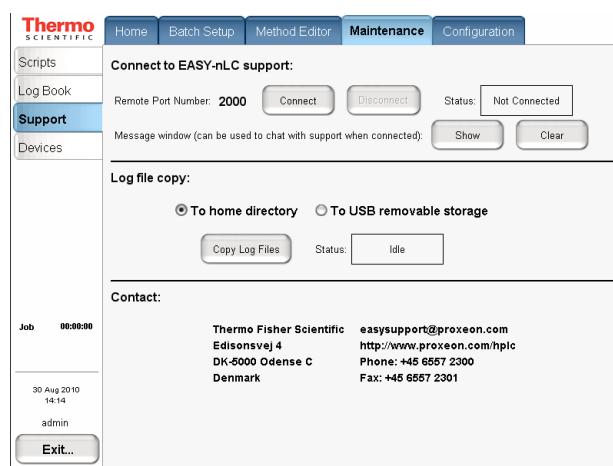 Thermo
SCIENTIFIC
Home
Batch Setup
Method Editor
Maintenance
Configuration
Scripts
Log Book
Support
Devices
Job 00:00:00
30 Aug 2010
14:14
admin
Exit...
Connect to EASY-nLC support:
Remote Port Number: 2000 Connect Disconnect Status: Not Connected
Message window (can be used to chat with support when connected): Show Clear
Log file copy:
To home directory To USB removable storage
Copy Log Files Status: Idle
Contact:
Thermo Fisher Scientific easysupport@proxeon.com
Edisonsvej 4 http://www.proxeon.com/hplc
DK-5000 Odense C Phone: +45 6557 2300
Denmark Fax: +45 6557 2301